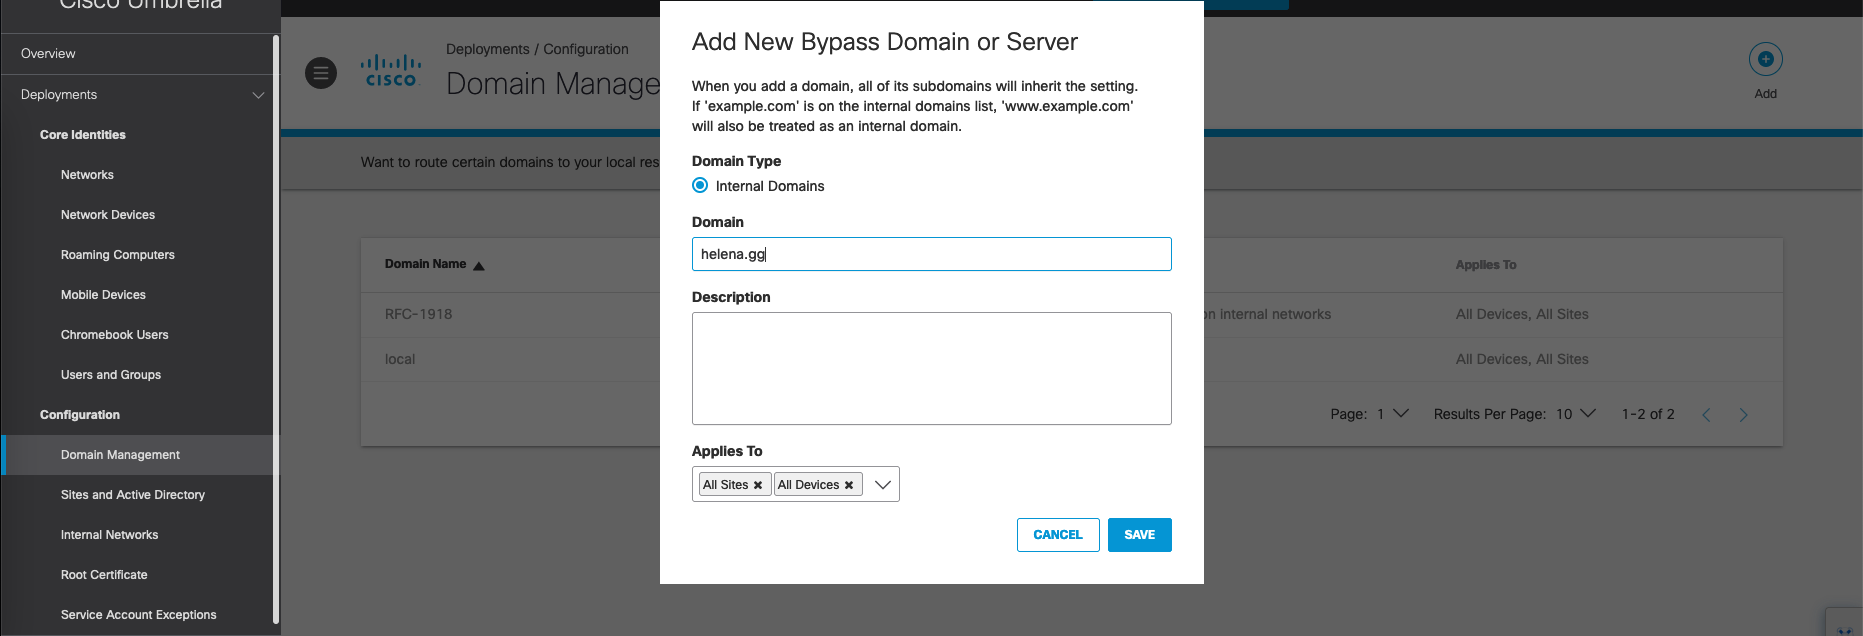 Cisco Umbrella
Overview
Deployments
Core Identities
Networks
Network Devices
Roaming Computers
Mobile Devices
Chromebook Users
Users and Groups
Configuration
Domain Management
Sites and Active Directory
Internal Networks
Root Certificate
Service Account Exceptions
CISCO
Deployments / Configuration
Domain Manage
Add
Want to route certain domains to your local res
Domain Name
Applies To
RFC-1918
on internal networks
All Devices, All Sites
local
All Devices, All Sites
Page: 1
Results Per Page: 10
1-2 of 2
Add New Bypass Domain or Server
When you add a domain, all of its subdomains will inherit the setting.
If 'example.com' is on the internal domains list, 'www.example.com'
will also be treated as an internal domain.
Domain Type
Internal Domains
Domain
helena.gg
Description
Applies To
All Sites
All Devices
CANCEL
SAVE